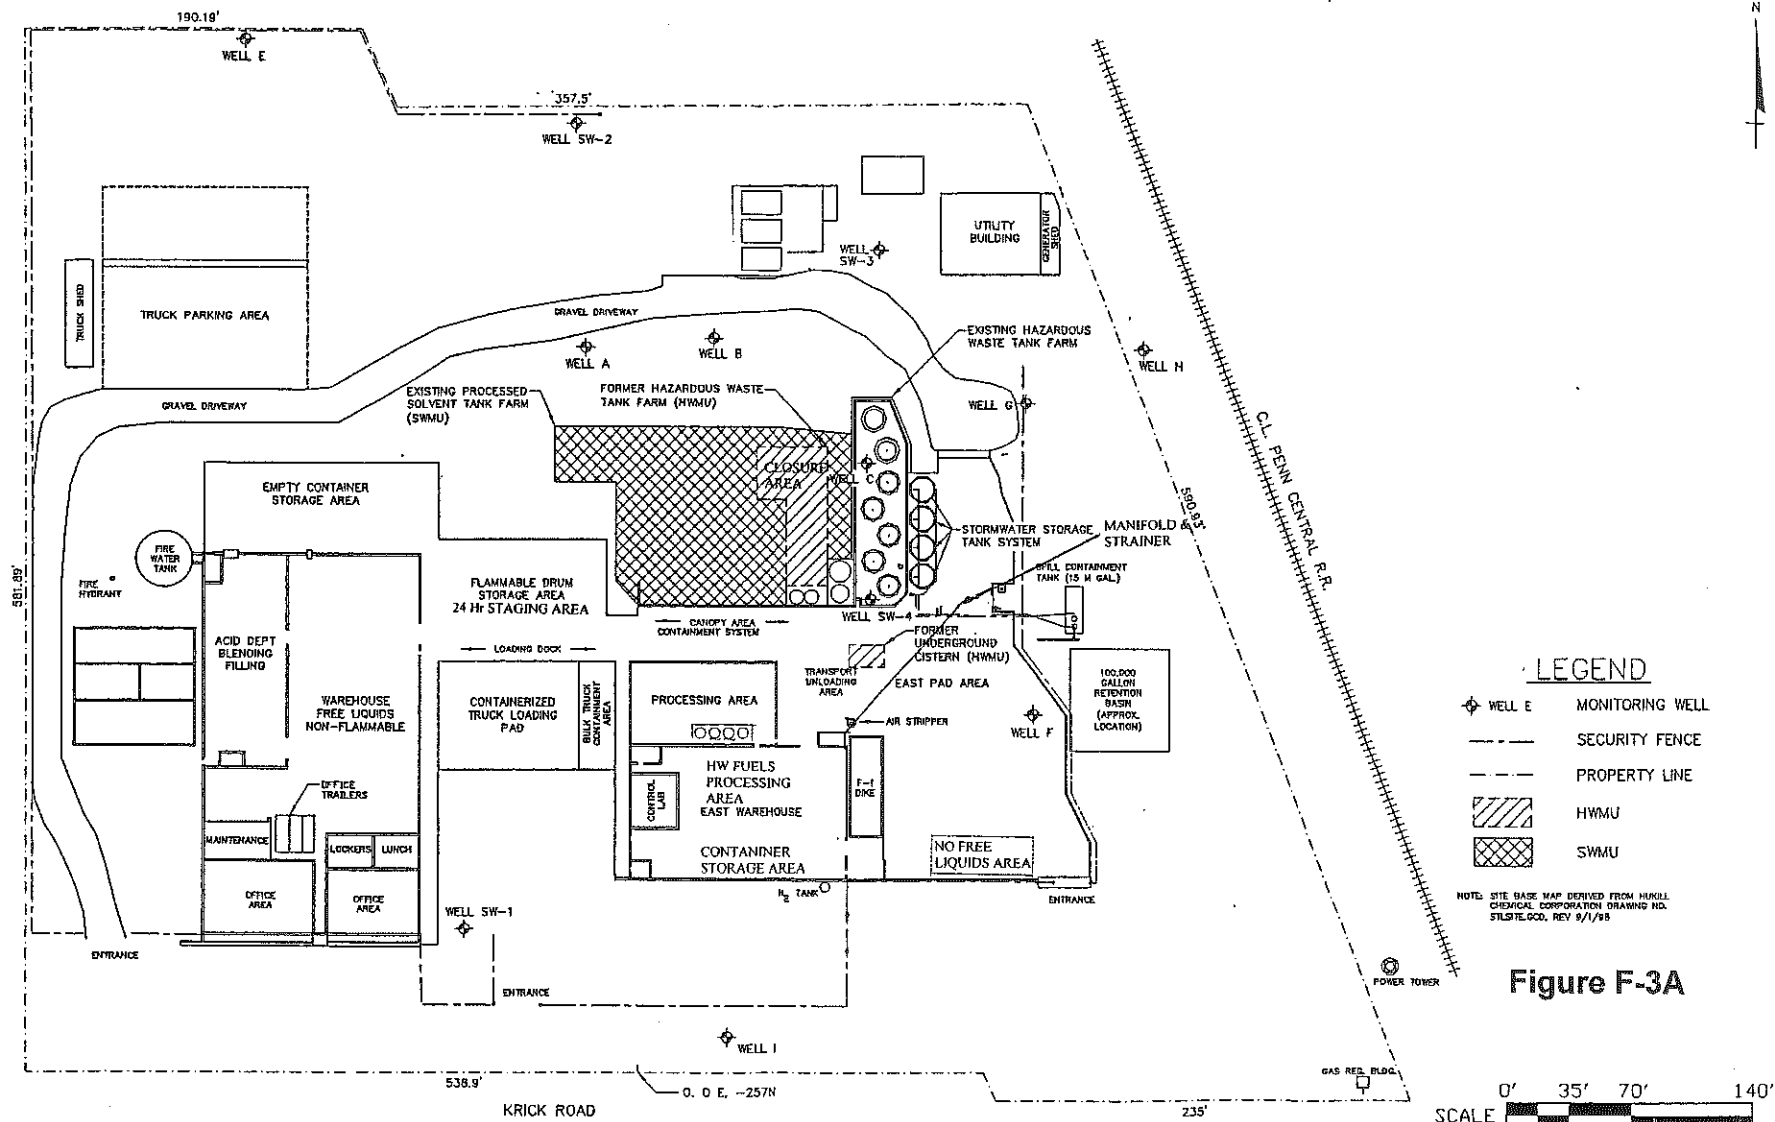 190.19'
N
WELL E
357.5'
WELL SW-2
UTILITY
BUILDING
GENERATOR
SHED
WELL
SW-3
TRUCK SHED
TRUCK PARKING AREA
GRAVEL DRIVEWAY
EXISTING HAZARDOUS
WASTE TANK FARM
WELL B
WELL A
WELL H
EXISTING PROCESSED
SOLVENT TANK FARM
(SWMU)
FORMER HAZARDOUS WASTE
TANK FARM (HWMU)
GRAVEL DRIVEWAY
WELL G
C.L. PENN CENTRAL R.R.
CLOSURE
AREA
WELL C
EMPTY CONTAINER
STORAGE AREA
590.93'
STORMWATER STORAGE
TANK SYSTEM
MANIFOLD &
STRAINER
FIRE
WATER
TANK
SPILL CONTAINMENT
TANK (15 M GAL.)
581.89'
FIRE
HYDRANT
FLAMMABLE DRUM
STORAGE AREA
24 Hr STAGING AREA
WELL SW-4
CANOPY AREA
CONTAINMENT SYSTEM
FORMER
UNDERGROUND
CISTERN (HWMU)
ACID DEPT
BLENDING
FILLING
LOADING DOCK
TRANSPORT
UNLOADING
AREA
EAST PAD AREA
100,000
GALLON
RETENTION
BASIN
(APPROX.
LOCATION)
LEGEND
WAREHOUSE
FREE LIQUIDS
NON-FLAMMABLE
CONTAINERIZED
TRUCK LOADING
PAD
BULK TRUCK
CONTAINMENT
AREA
PROCESSING AREA
WELL E
MONITORING WELL
AIR STRIPPER
WELL F
SECURITY FENCE
HW FUELS
PROCESSING
AREA
EAST WAREHOUSE
PROPERTY LINE
OFFICE
TRAILERS
CONTROL
LAB
F-1
DIKE
HWMU
MAINTENANCE
LOCKERS
LUNCH
CONTANINER
STORAGE AREA
NO FREE
LIQUIDS AREA
SWMU
OFFICE
AREA
OFFICE
AREA
N2 TANK
ENTRANCE
NOTE: SITE BASE MAP DERIVED FROM HUKILL
CHEMICAL CORPORATION DRAWING NO.
STLSITE.GCD, REV 9/1/98
WELL SW-1
ENTRANCE
POWER TOWER
Figure F-3A
ENTRANCE
WELL I
GAS REG. BLDG.
538.9'
0. 0 E, -257N
KRICK ROAD
235'
SCALE
0' 35' 70' 140'